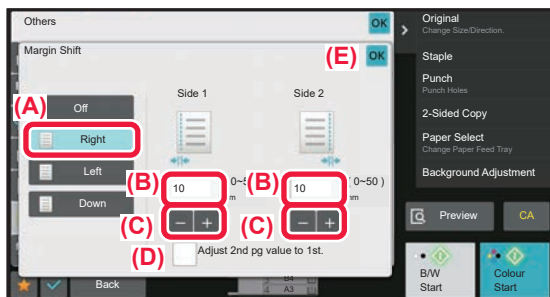 Others
OK
Original
Change Size/Direction.
Margin Shift
(E)
OK
Staple
(A)
Side 1
Side 2
Punch
Punch Holes
Off
2-Sided Copy
Right
Paper Select
Change Paper Feed Tray
Left
(B)
10
(B)
10
( 0~50 )
Background Adjustment
Down
(C)
− +
(C)
− +
Preview
CA
(D)
Adjust 2nd pg value to 1st.
Back
B4
4 A3
B/W
Start
Colour
Start